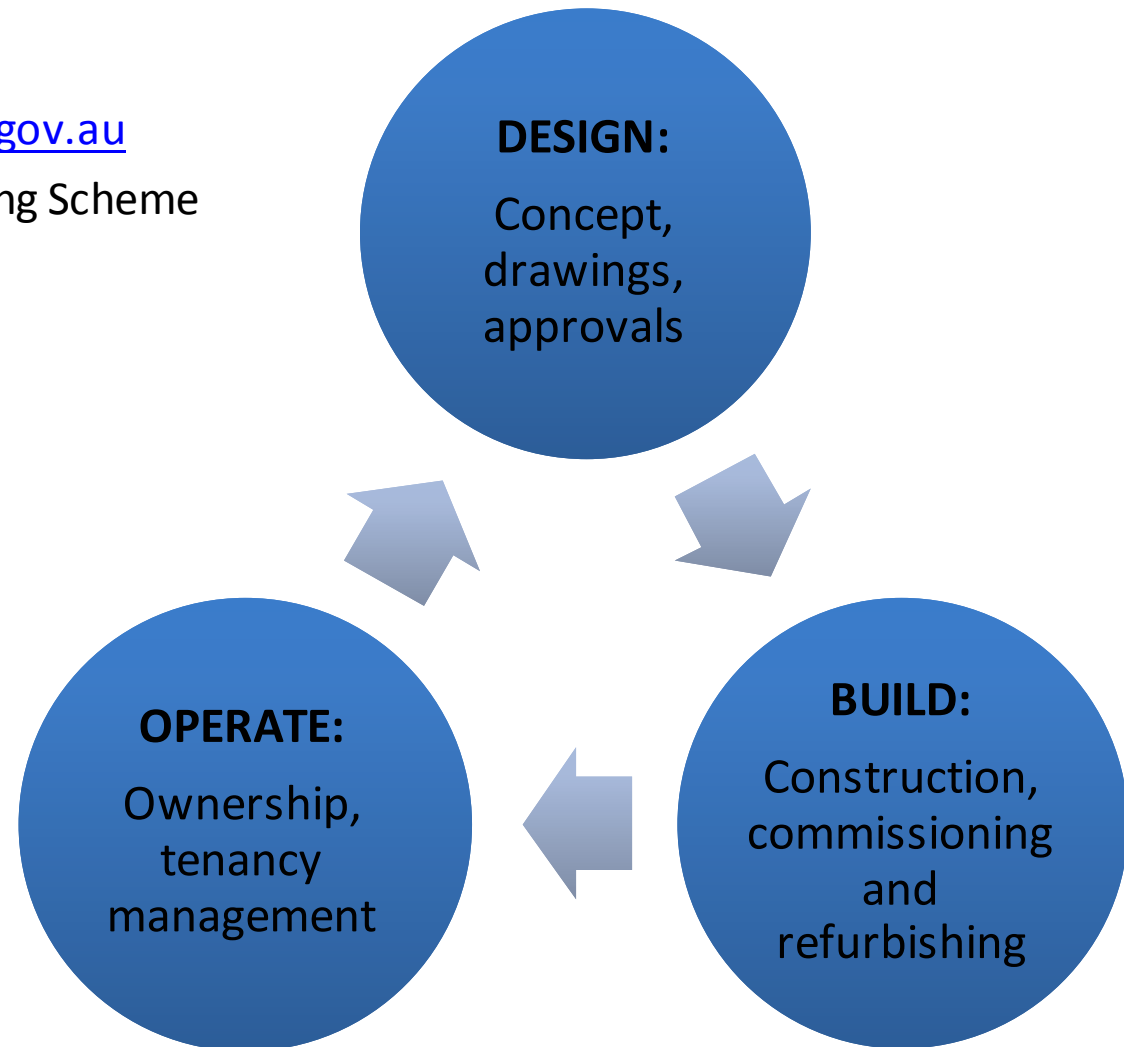 gov.au
ng Scheme
DESIGN:
Concept,
drawings,
approvals
BUILD:
Construction,
commissioning
and
refurbishing
OPERATE:
Ownership,
tenancy
management